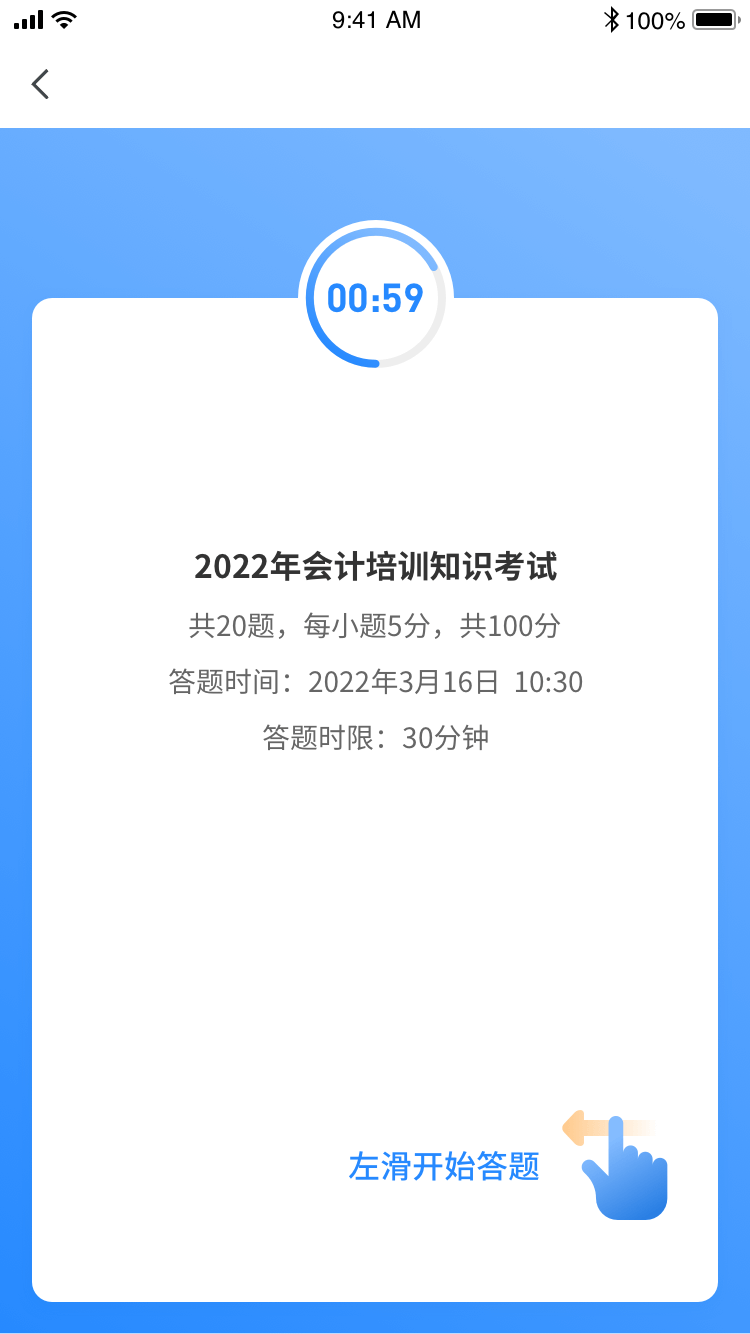 9:41 AM
100%
00:59
2022年会计培训知识考试
共20题，每小题5分，共100分
答题时间：2022年3月16日 10:30
答题时限：30分钟
左滑开始答题